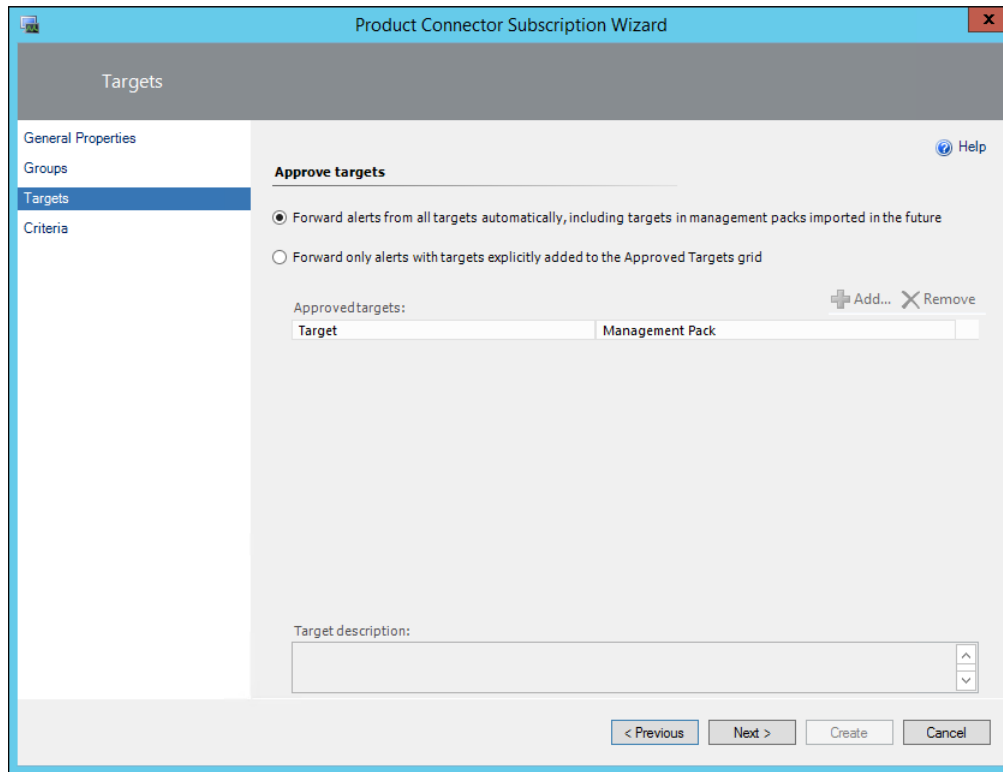 Product Connector Subscription Wizard
x
Targets
General Properties
Groups
Targets
Criteria
Help
Approve targets
Forward alerts from all targets automatically, including targets in management packs imported in the future
Forward only alerts with targets explicitly added to the Approved Targets grid
Add... Remove
Approved targets:
Target Management Pack
Target description:
< Previous Next > Create Cancel